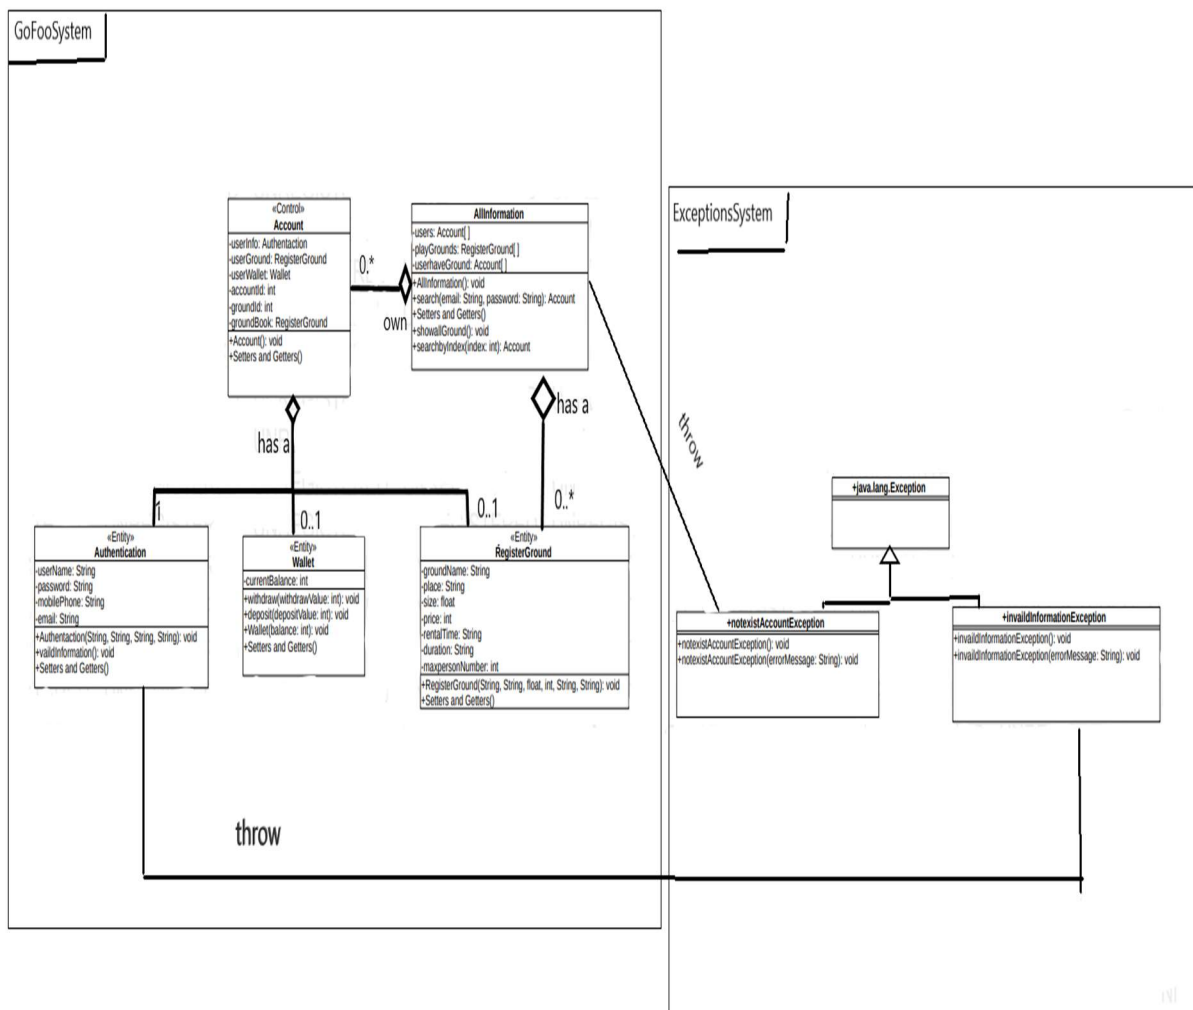 GoFooSystem
«Control»
Account
-userInfo: Authentaction
-userGround: RegisterGround
-userWallet: Wallet
-accountId: int
-groundId: int
-groundBook: RegisterGround
+Account(): void
+Setters and Getters()
0.*
own
AllInformation
-users: Account[ ]
-playGrounds: RegisterGround[ ]
-userhaveGround: Account[ ]
+AllInformation(): void
+search(email: String, password: String): Account
+Setters and Getters()
+showallGround(): void
+searchbyIndex(index: int): Account
has a
has a
1
0..1
0..1
0..*
«Entity»
Authentication
-userName: String
-password: String
-mobilePhone: String
-email: String
+Authentaction(String, String, String, String): void
+vaildInformation(): void
+Setters and Getters()
«Entity»
Wallet
-currentBalance: int
+withdraw(withdrawValue: int): void
+deposit(depositValue: int): void
+Wallet(balance: int): void
+Setters and Getters()
«Entity»
RegisterGround
-groundName: String
-place: String
-size: float
-price: int
-rentalTime: String
-duration: String
-maxpersonNumber: int
+RegisterGround(String, String, float, int, String, String): void
+Setters and Getters()
throw
ExceptionsSystem
throw
+java.lang.Exception
+notexistAccountException
+notexistAccountException(): void
+notexistAccountException(errorMessage: String): void
+invaildInformationException
+invaildInformationException(): void
+invaildInformationException(errorMessage: String): void